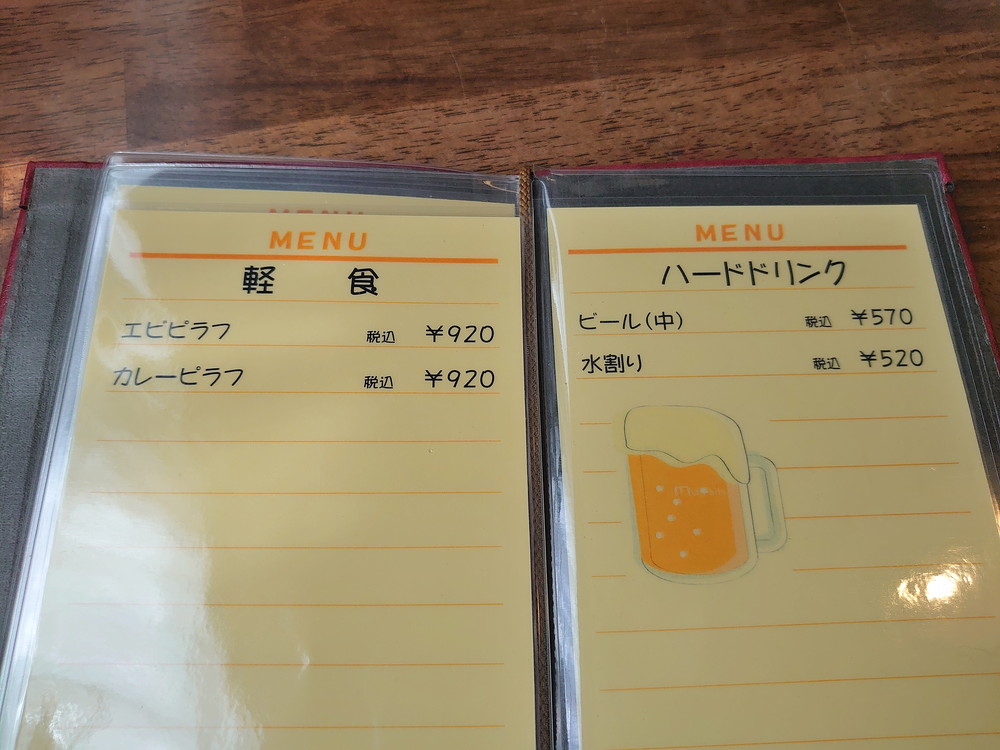 MENU
MENU
軽 食
エビピラフ 税込 ¥920
カレーピラフ 税込 ¥920
MENU
ハードドリンク
ビール(中) 税込 ¥570
水割り 税込 ¥520